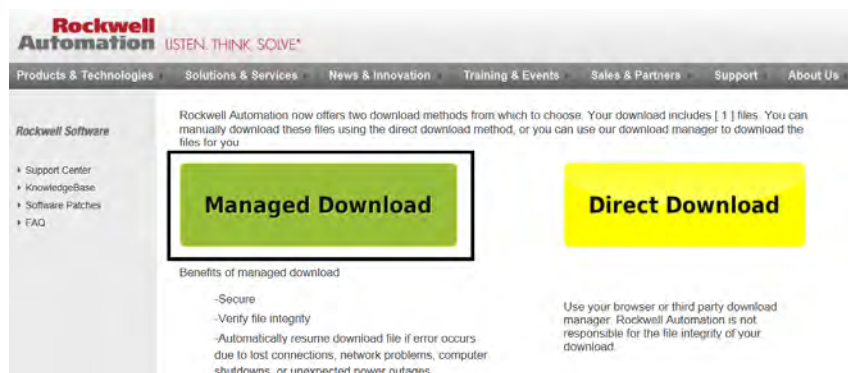 Rockwell
Automation LISTEN. THINK. SOLVE.®
Products & Technologies Solutions & Services News & Innovation Training & Events Sales & Partners Support About Us
Rockwell Software
Support Center
KnowledgeBase
Software Patches
FAQ
Rockwell Automation now offers two download methods from which to choose. Your download includes [ 1 ] files. You can
manually download these files using the direct download method, or you can use our download manager to download the
files for you
Managed Download
Direct Download
Benefits of managed download
-Secure
-Verify file integrity
-Automatically resume download file if error occurs
due to lost connections, network problems, computer
shutdowns, or unexpected power outages
Use your browser or third party download
manager. Rockwell Automation is not
responsible for the file integrity of your
download.